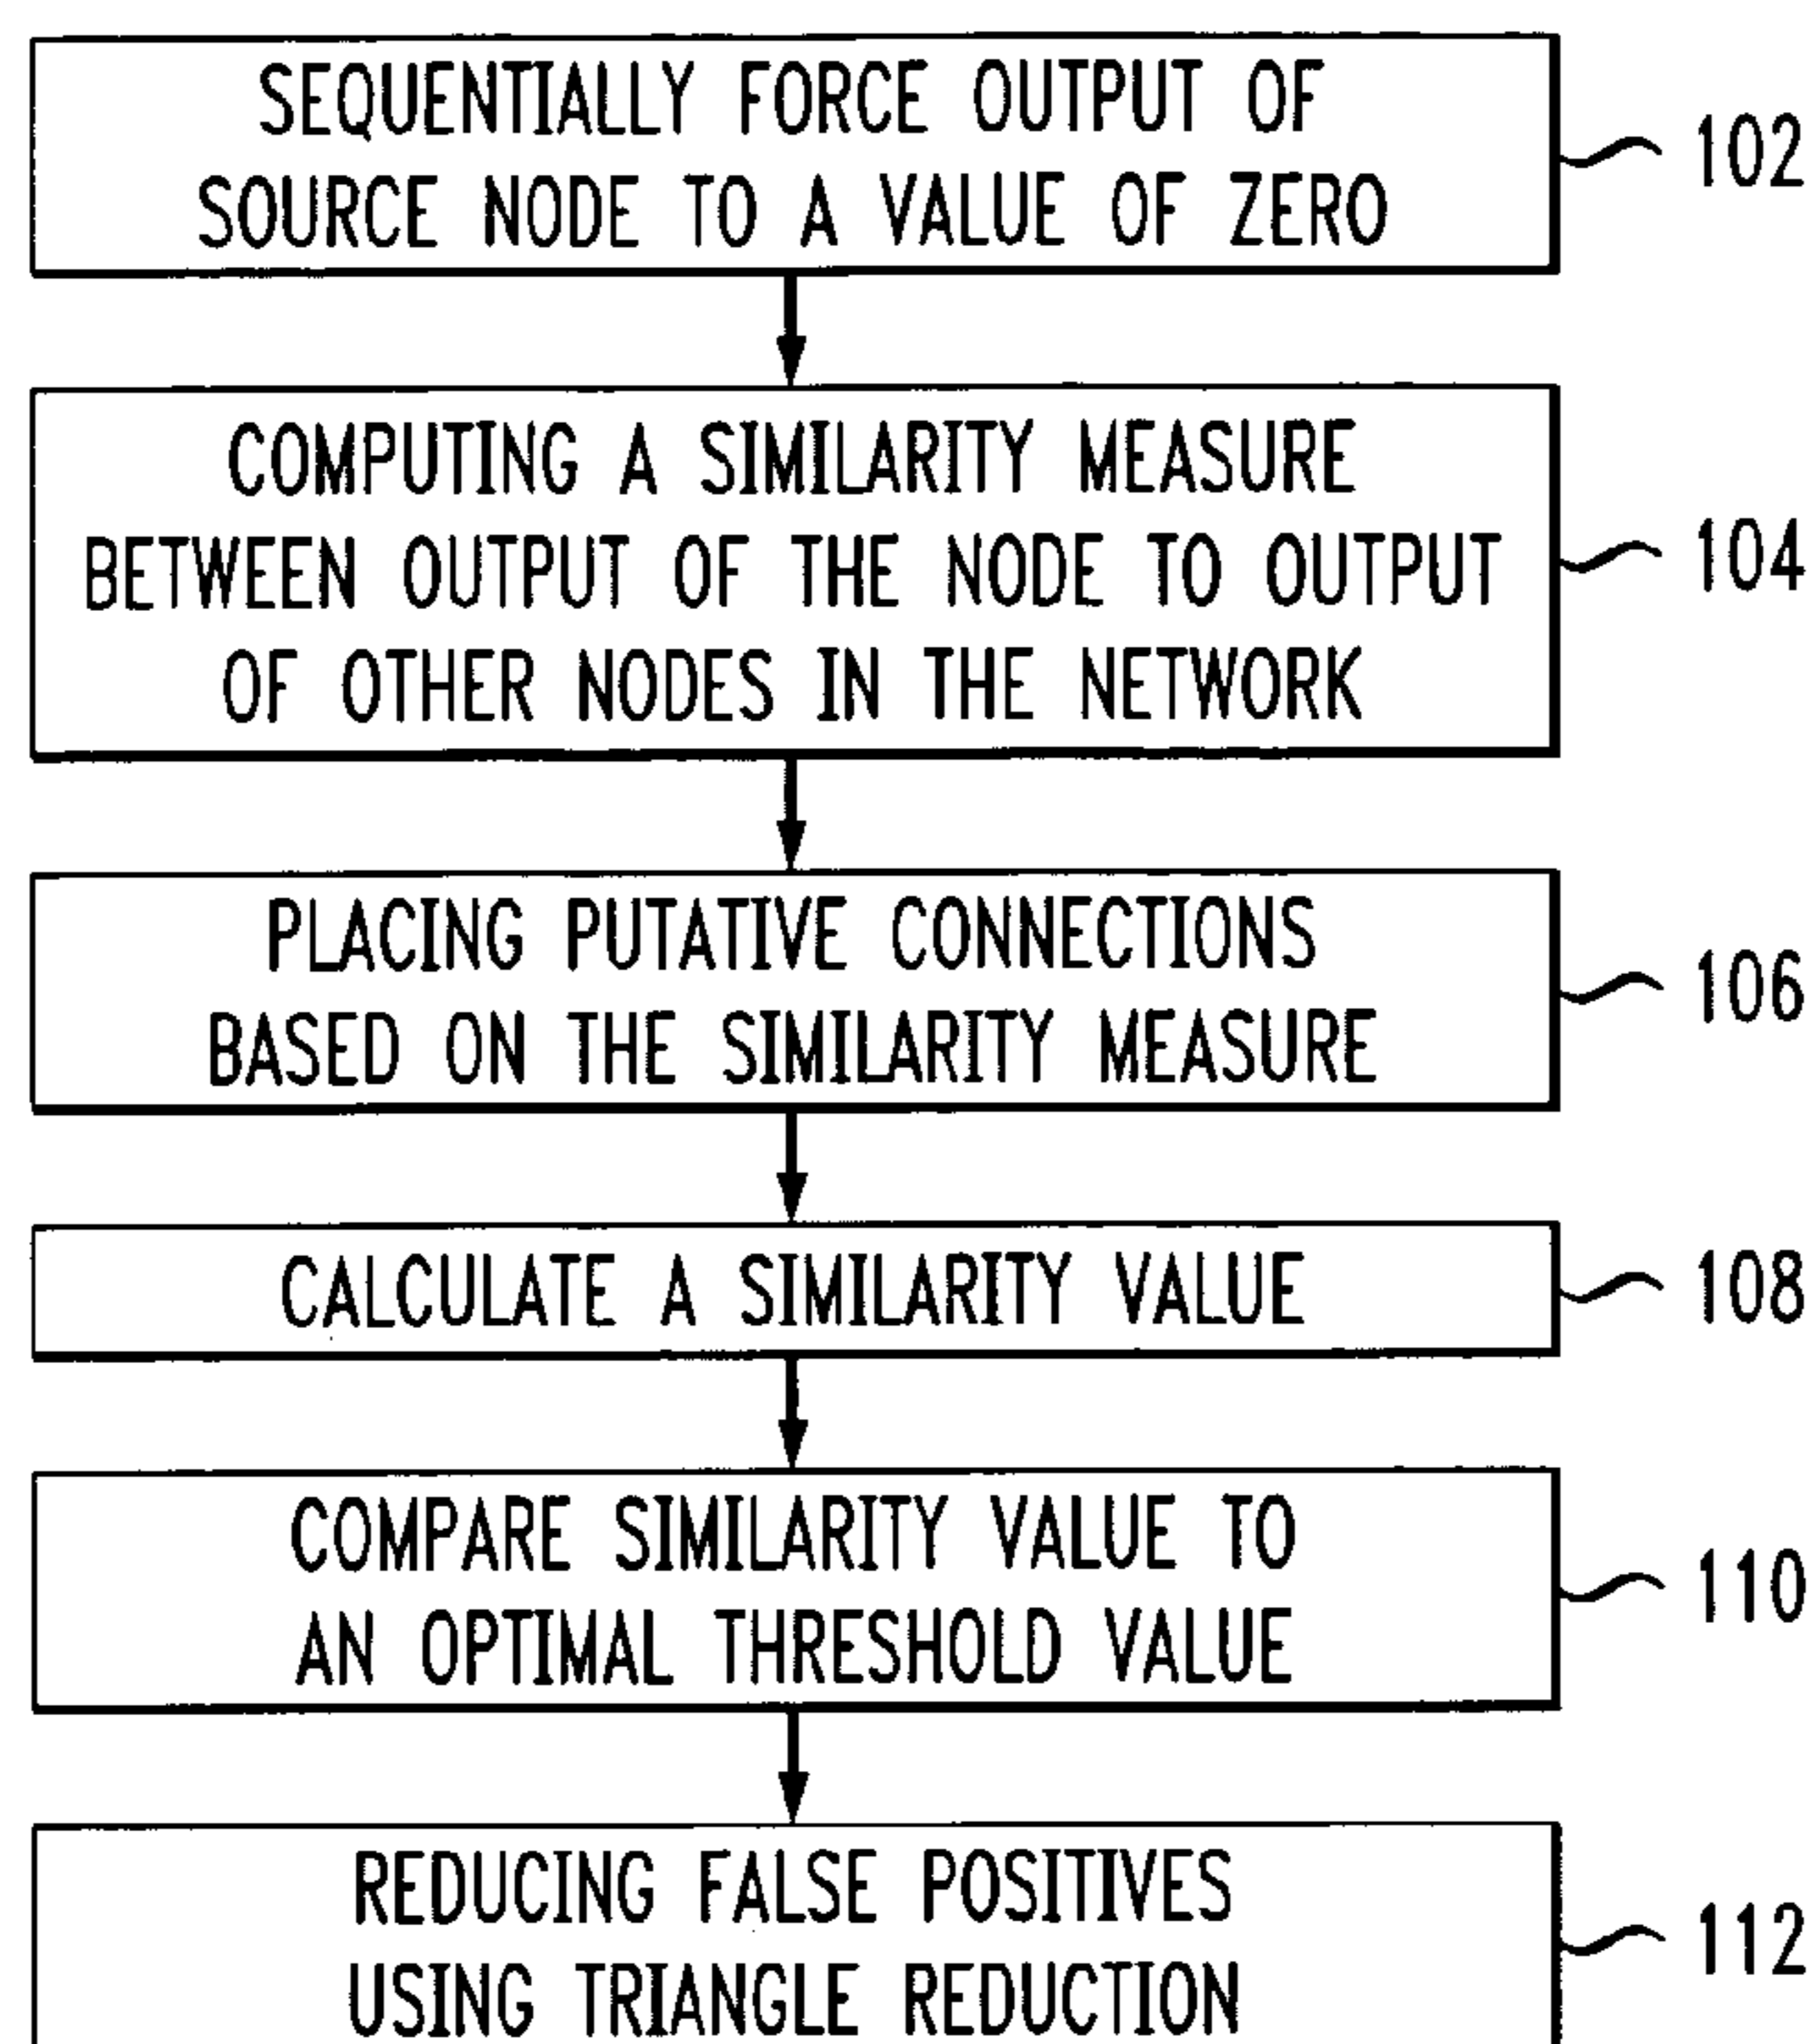 SEQUENTIALLY FORCE OUTPUT OF
SOURCE NODE TO A VALUE OF ZERO
102
COMPUTING A SIMILARITY MEASURE
BETWEEN OUTPUT OF THE NODE TO OUTPUT
OF OTHER NODES IN THE NETWORK
104
PLACING PUTATIVE CONNECTIONS
BASED ON THE SIMILARITY MEASURE
106
CALCULATE A SIMILARITY VALUE
108
COMPARE SIMILARITY VALUE TO
AN OPTIMAL THRESHOLD VALUE
110
REDUCING FALSE POSITIVES
USING TRIANGLE REDUCTION
112